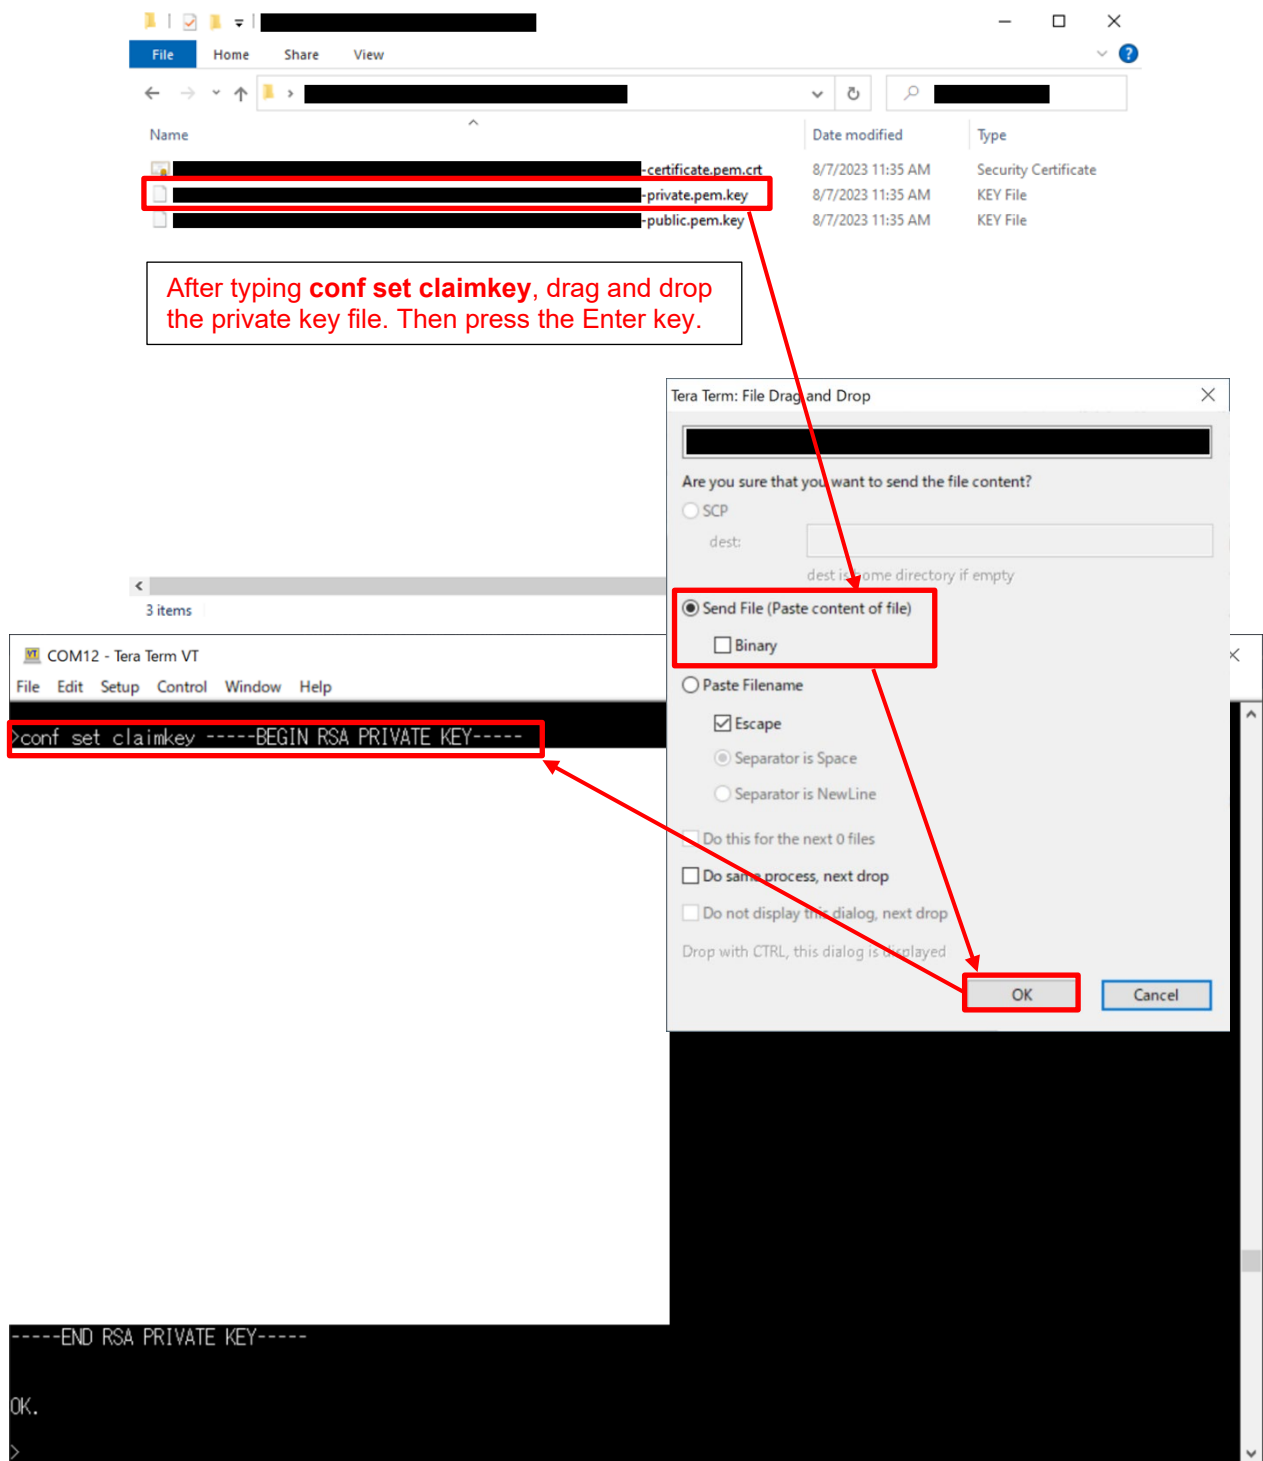 File Home Share View
Name Date modified Type
-certificate.pem.crt 8/7/2023 11:35 AM Security Certificate
-private.pem.key 8/7/2023 11:35 AM KEY File
-public.pem.key 8/7/2023 11:35 AM KEY File
After typing conf set claimkey, drag and drop
the private key file. Then press the Enter key.
Tera Term: File Drag and Drop
Are you sure that you want to send the file content?
SCP
dest:
dest is home directory if empty
3 items
Send File (Paste content of file)
Binary
COM12 - Tera Term VT
File Edit Setup Control Window Help
Paste Filename
Escape
>conf set claimkey -----BEGIN RSA PRIVATE KEY-----
Separator is Space
Separator is NewLine
Do this for the next 0 files
Do same process, next drop
Do not display this dialog, next drop
Drop with CTRL, this dialog is displayed
OK Cancel
-----END RSA PRIVATE KEY-----
OK.
>